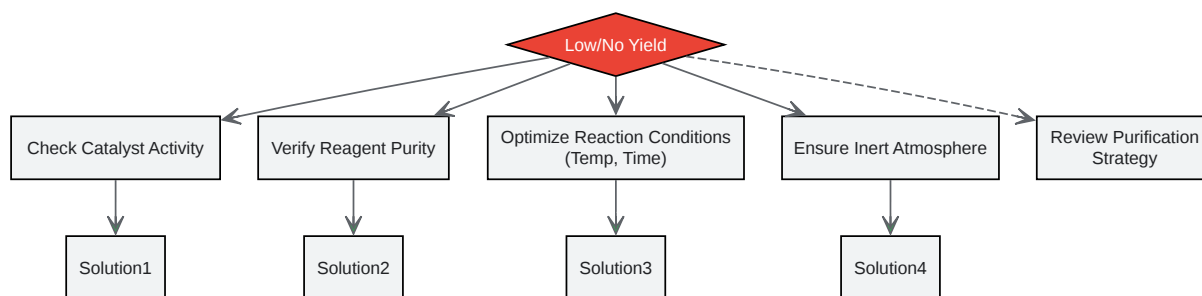 Low/No Yield
Check Catalyst Activity
Verify Reagent Purity
Optimize Reaction Conditions
(Temp, Time)
Ensure Inert Atmosphere
Review Purification
Strategy
Solution1
Solution2
Solution3
Solution4